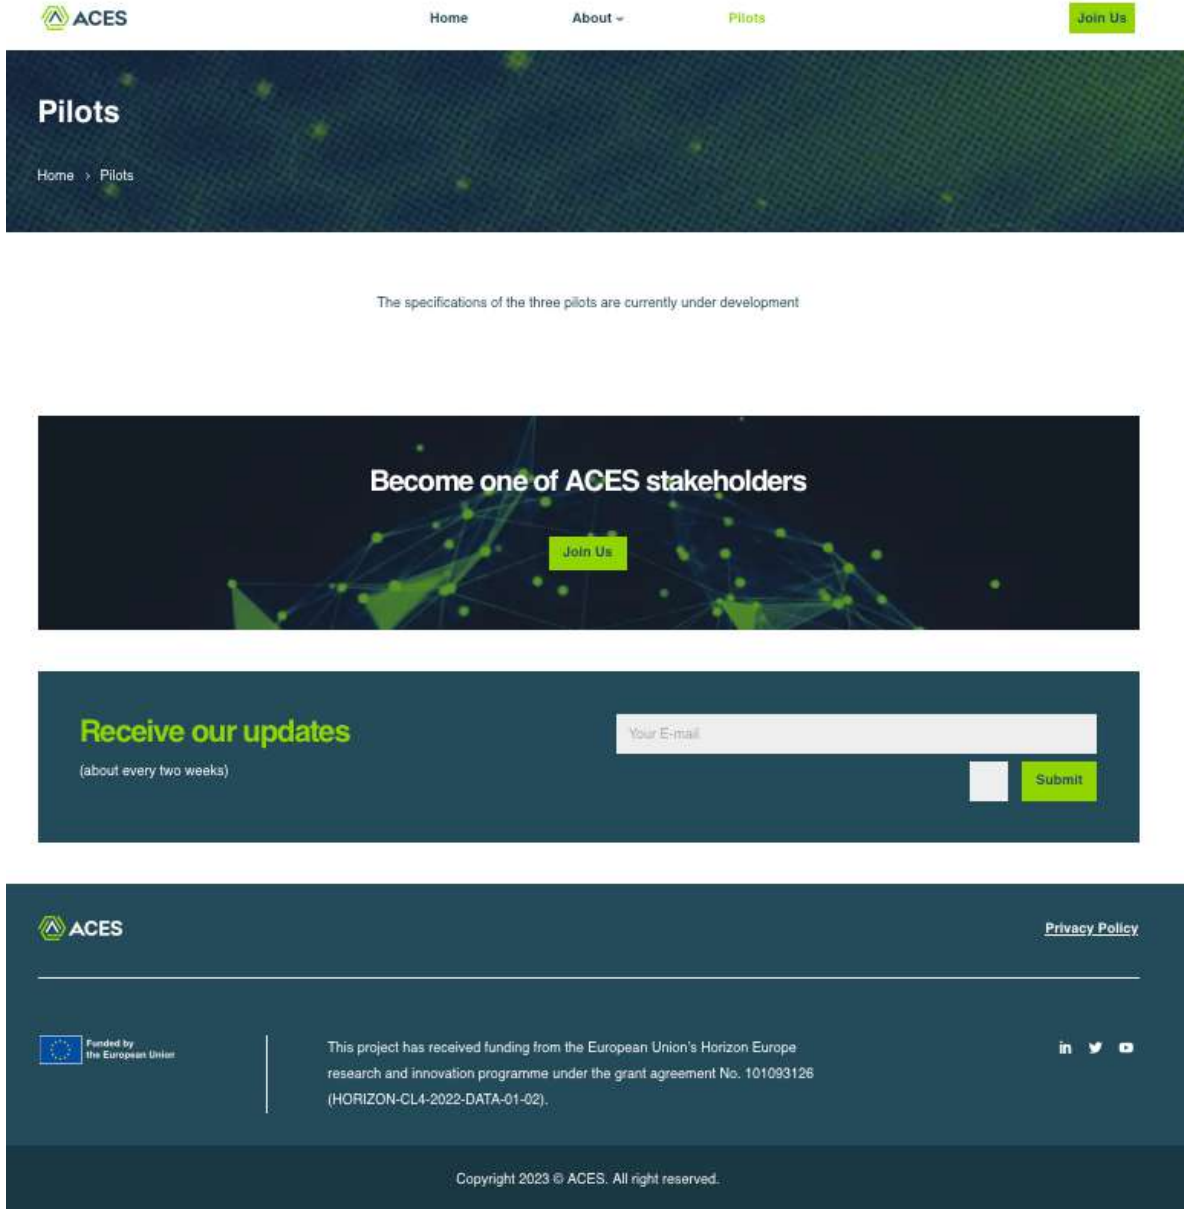 ACES
Home About Pilots Join Us
Pilots
Home > Pilots
The specifications of the three pilots are currently under development
Become one of ACES stakeholders
Join Us
Receive our updates
(about every two weeks)
Your E-mail
Submit
ACES
Privacy Policy
Funded by
the European Union
This project has received funding from the European Union's Horizon Europe
research and innovation programme under the grant agreement No. 101093126
(HORIZON-CL4-2022-DATA-01-02).
in
Copyright 2023 © ACES. All right reserved.